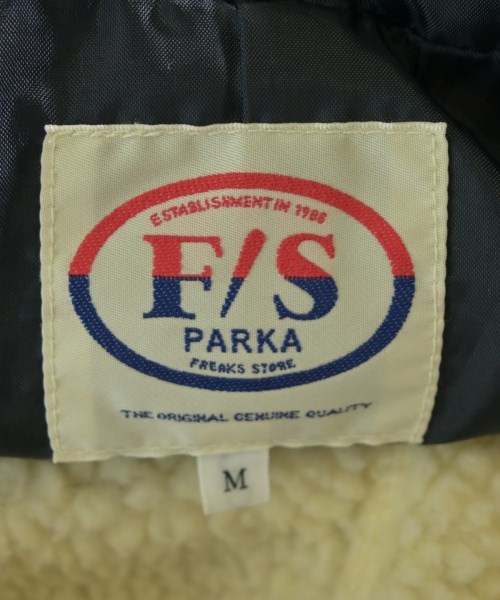 ESTABLISHMENT IN 1986
F/S
PARKA
FREAKS STORE
THE ORIGINAL GENUINE QUALITY
M